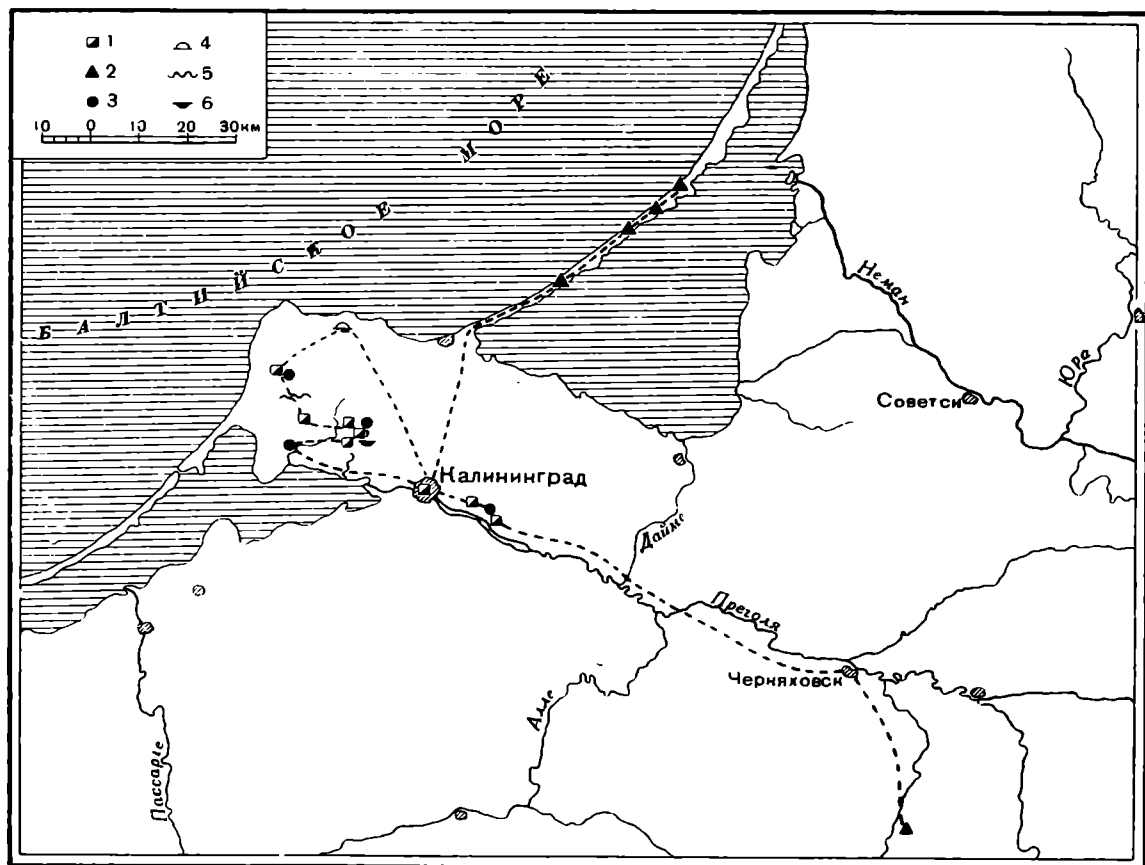 1
2
3
4
5
6
10 0 10 20 30км
БАЛТИЙСКОЕ МОРЕ
Неман
Юра
Советск
Калининград
Дайме
Преголя
Черняховск
Алле
Пассарге